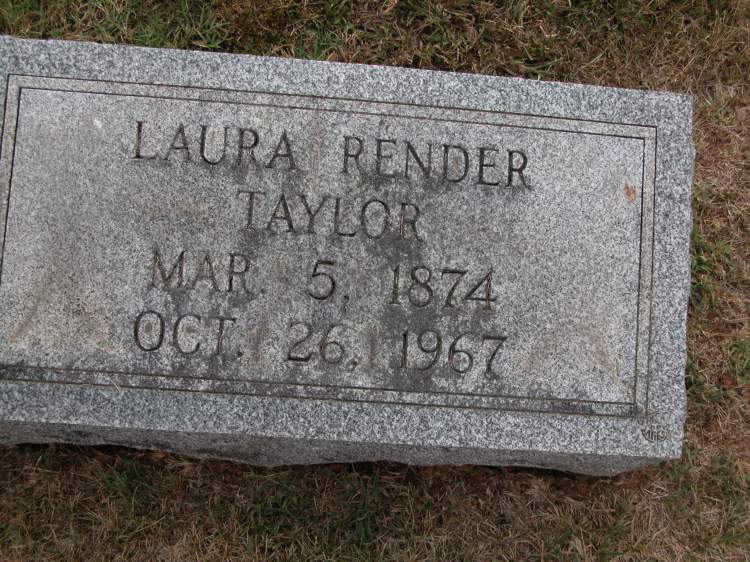 LAURA RENDER
TAYLOR
MAR. 5, 1874
OCT. 26, 1967